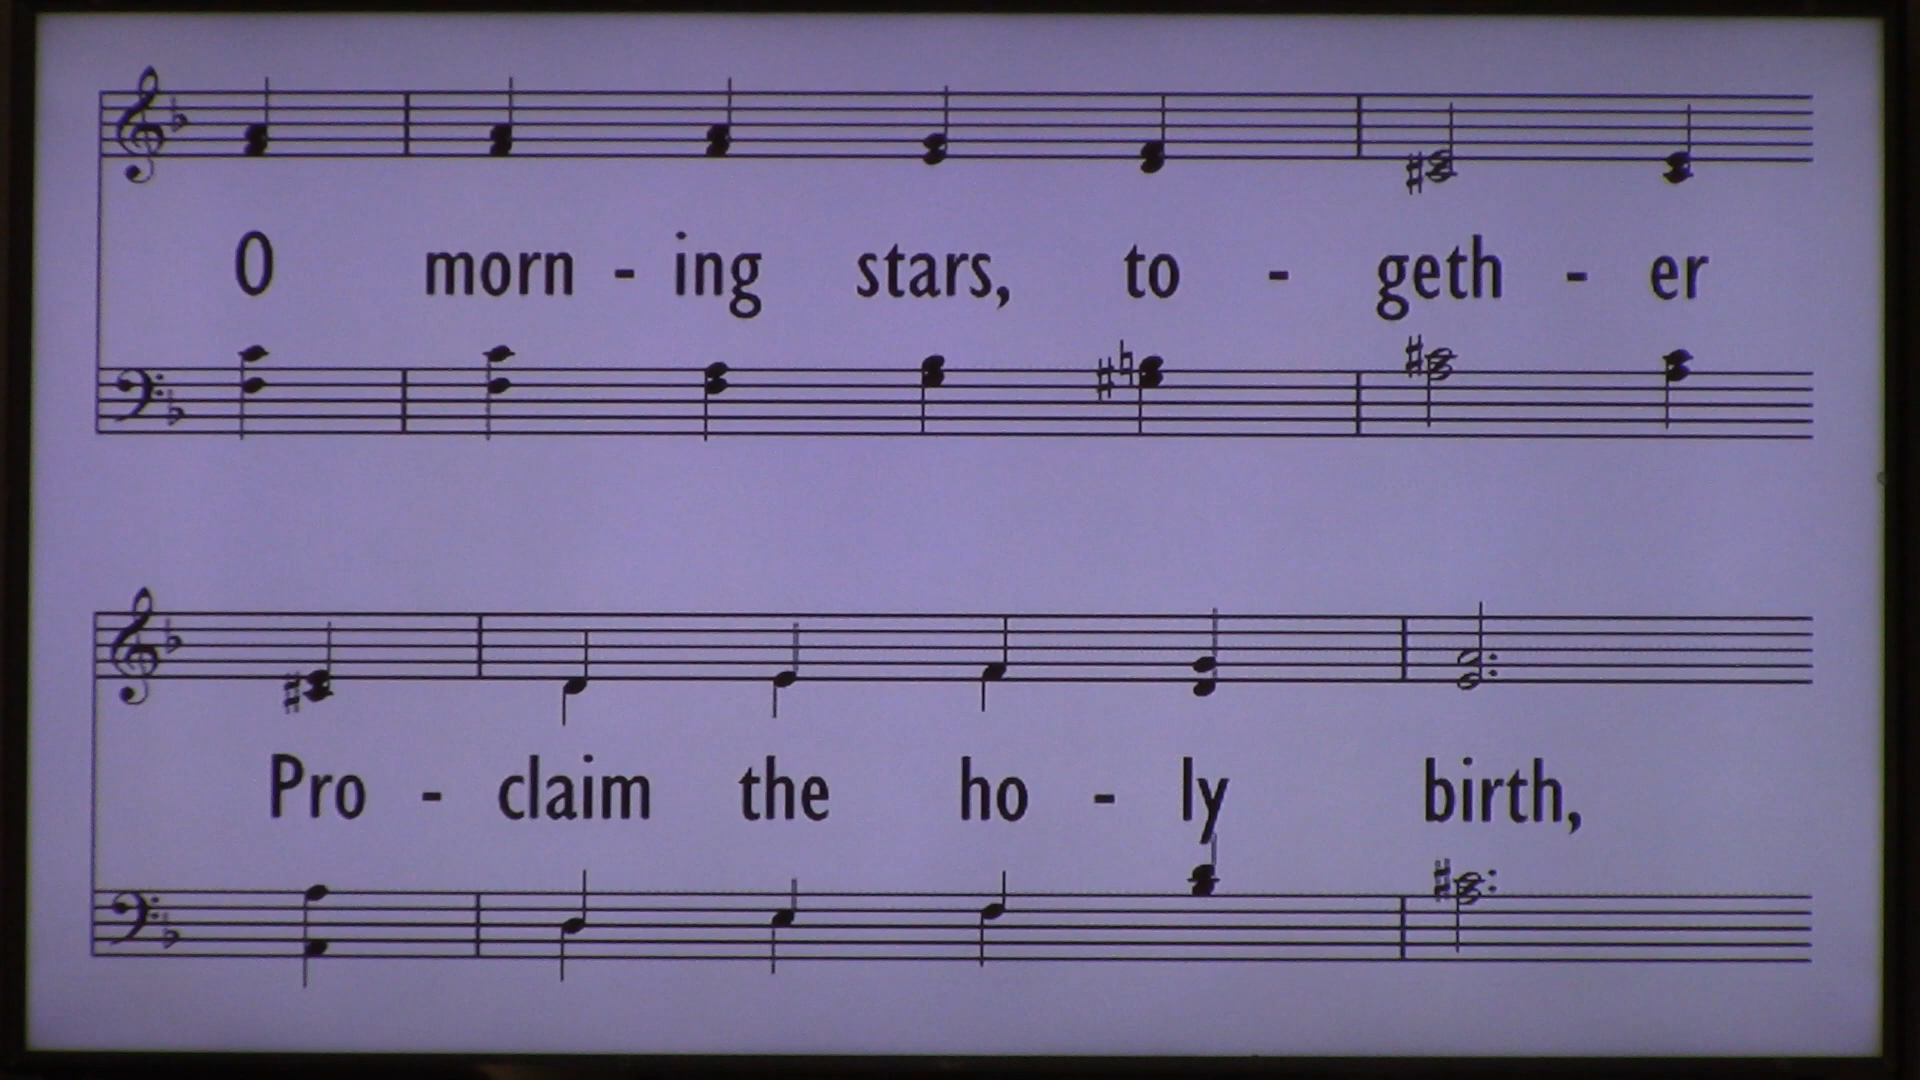 O morn - ing stars, to - geth - er
Pro - claim the ho - ly birth,